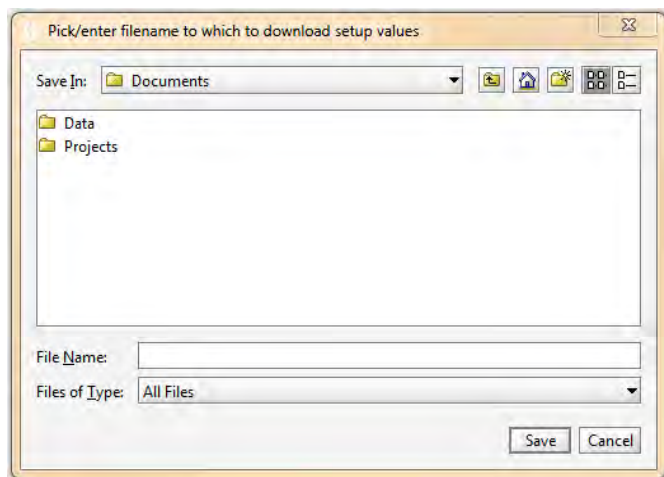 Pick/enter filename to which to download setup values
Save In: Documents
Data
Projects
File Name:
Files of Type: All Files
Save Cancel